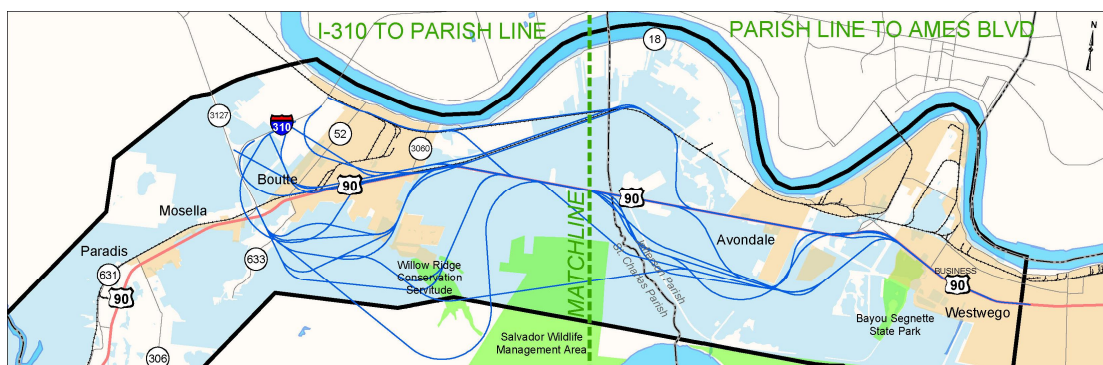 I-310 TO PARISH LINE
PARISH LINE TO AMES BLVD
N
18
3127
310
52
3060
Boutte
90
90
Mosella
MATCHLINE
Avondale
Paradis
633
631
90
Jefferson Parish
St. Charles Parish
Willow Ridge
Conservation
Servitude
BUSINESS
90
Westwego
Bayou Segnette
State Park
Salvador Wildlife
Management Area
306